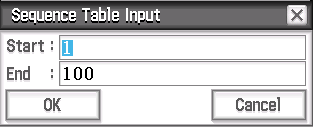 Sequence Table Input
Start : 1
End : 100
OK Cancel